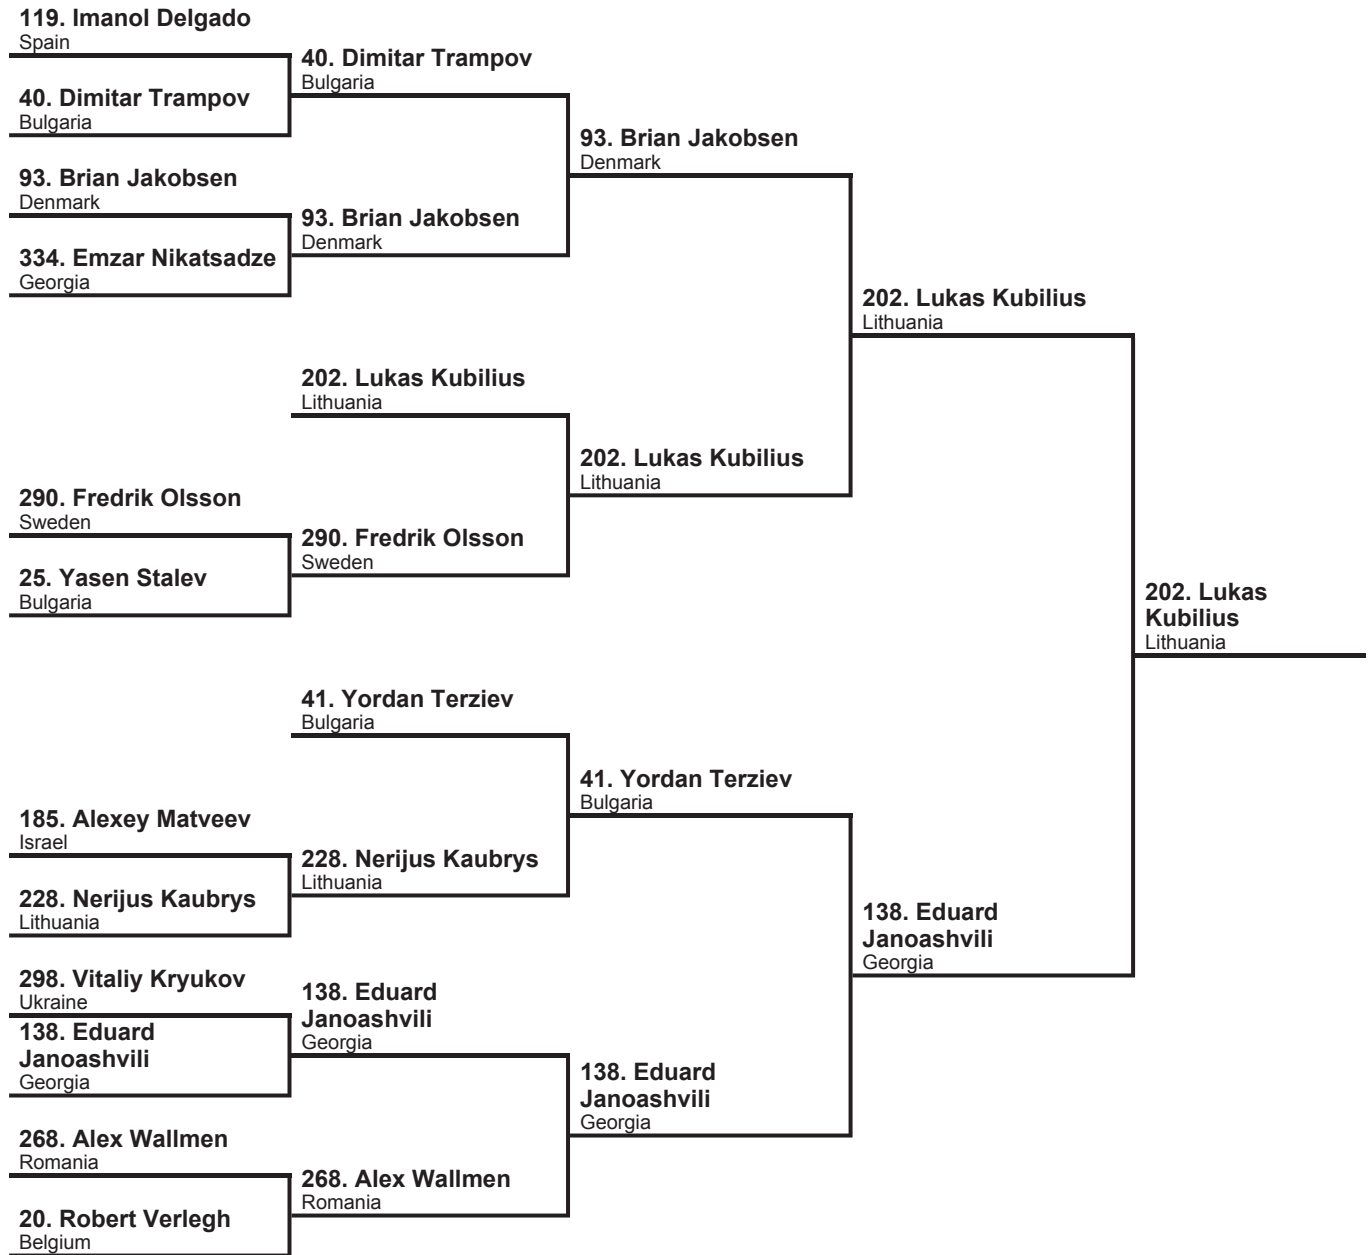 119. Imanol Delgado
Spain
40. Dimitar Trampov
Bulgaria
93. Brian Jakobsen
Denmark
334. Emzar Nikatsadze
Georgia
290. Fredrik Olsson
Sweden
25. Yasen Stalev
Bulgaria
185. Alexey Matveev
Israel
228. Nerijus Kaubrys
Lithuania
298. Vitaliy Kryukov
Ukraine
138. Eduard
Janoashvili
Georgia
268. Alex Wallmen
Romania
20. Robert Verlegh
Belgium
40. Dimitar Trampov
Bulgaria
93. Brian Jakobsen
Denmark
202. Lukas Kubilius
Lithuania
290. Fredrik Olsson
Sweden
41. Yordan Terziev
Bulgaria
228. Nerijus Kaubrys
Lithuania
138. Eduard
Janoashvili
Georgia
268. Alex Wallmen
Romania
93. Brian Jakobsen
Denmark
202. Lukas Kubilius
Lithuania
41. Yordan Terziev
Bulgaria
138. Eduard
Janoashvili
Georgia
202. Lukas Kubilius
Lithuania
138. Eduard
Janoashvili
Georgia
202. Lukas
Kubilius
Lithuania